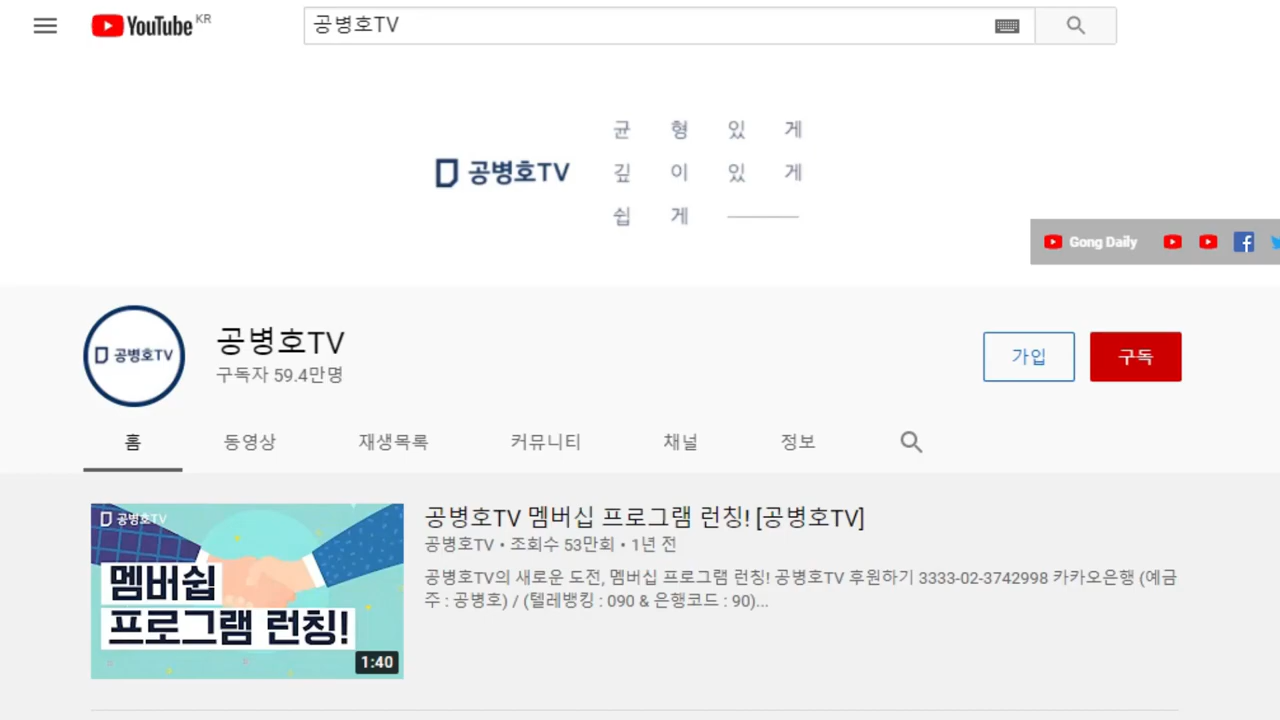 YouTube KR
공병호TV
균 형 있 게
공병호TV
깊 이 있 게
쉽 게
Gong Daily
공병호TV
공병호TV
구독자 59.4만명
가입
구독
홈
동영상
재생목록
커뮤니티
채널
정보
공병호TV
멤버쉽
프로그램 런칭!
1:40
공병호TV 멤버십 프로그램 런칭! [공병호TV]
공병호TV • 조회수 53만회 • 1년 전
공병호TV의 새로운 도전, 멤버십 프로그램 런칭! 공병호TV 후원하기 3333-02-3742998 카카오은행 (예금
주 : 공병호) / (텔레뱅킹 : 090 & 은행코드 : 90)...